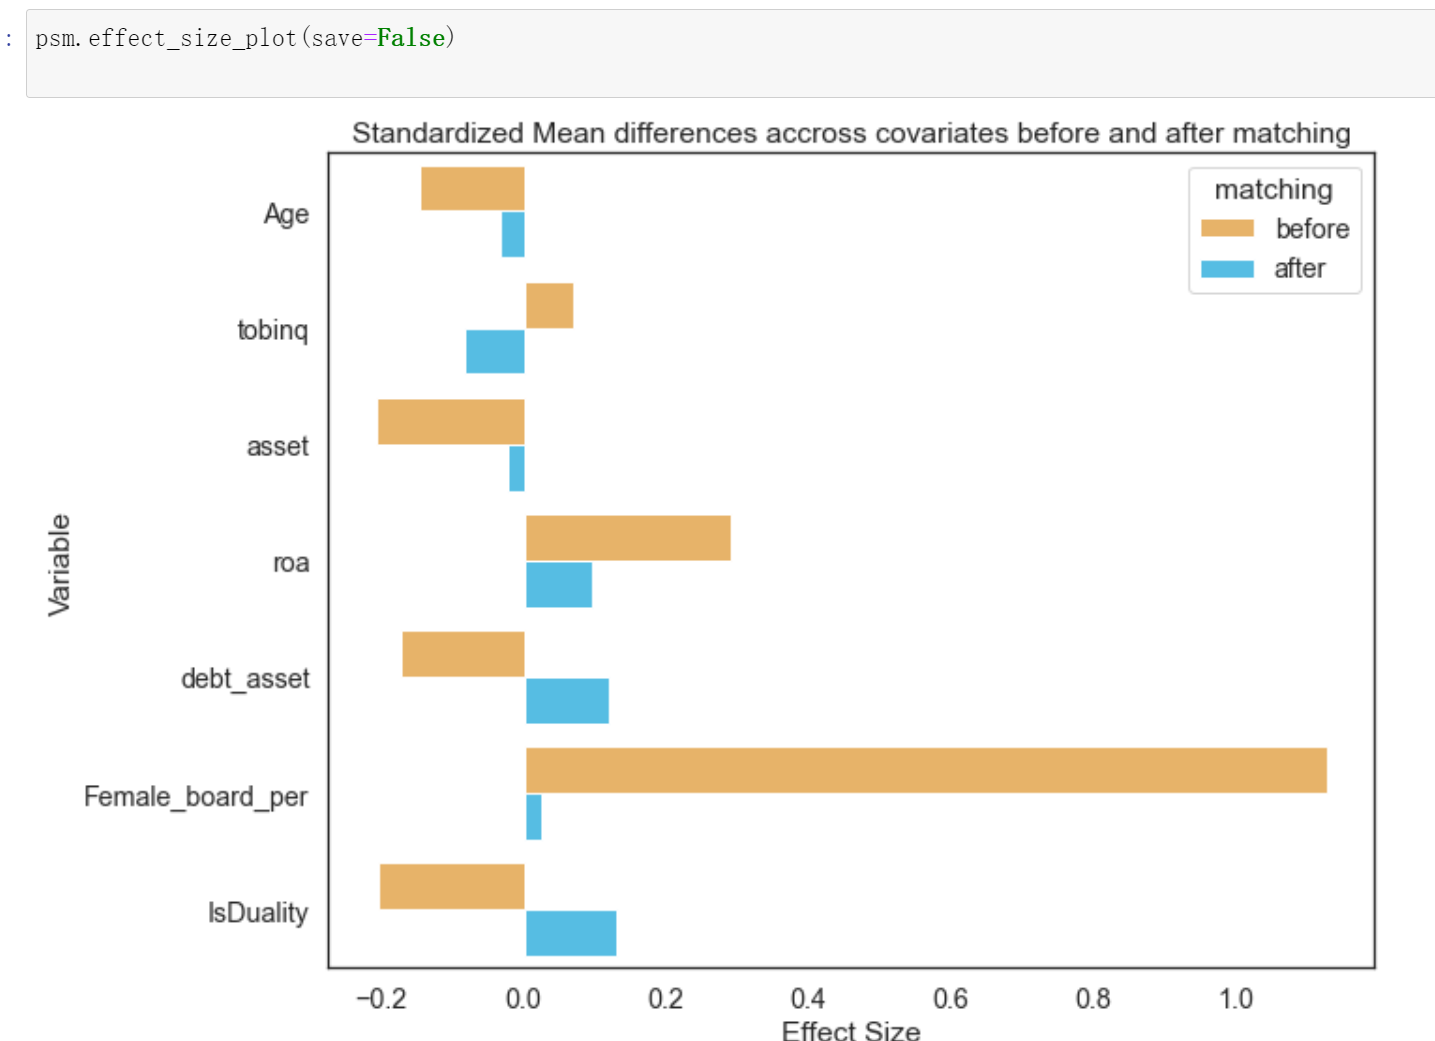 :
psm.effect_size_plot(save=False)
Standardized Mean differences accross covariates before and after matching
matching
before
after
Age
tobinq
asset
roa
debt_asset
Female_board_per
IsDuality
Variable
−0.2 0.0 0.2 0.4 0.6 0.8 1.0
Effect Size